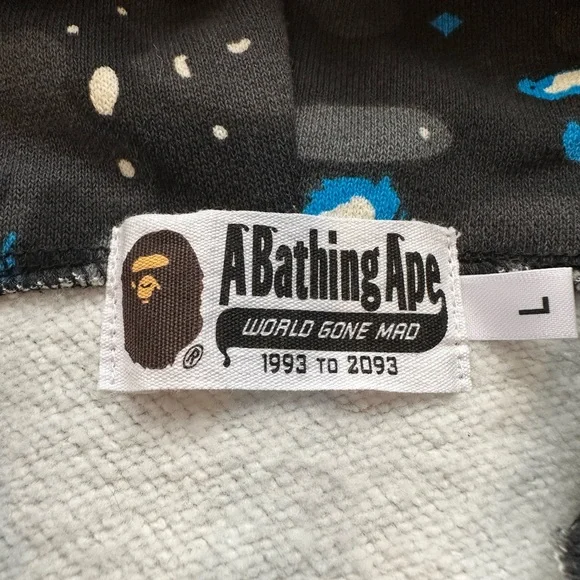 A Bathing Ape
WORLD GONE MAD
®
1993 TO 2093
L